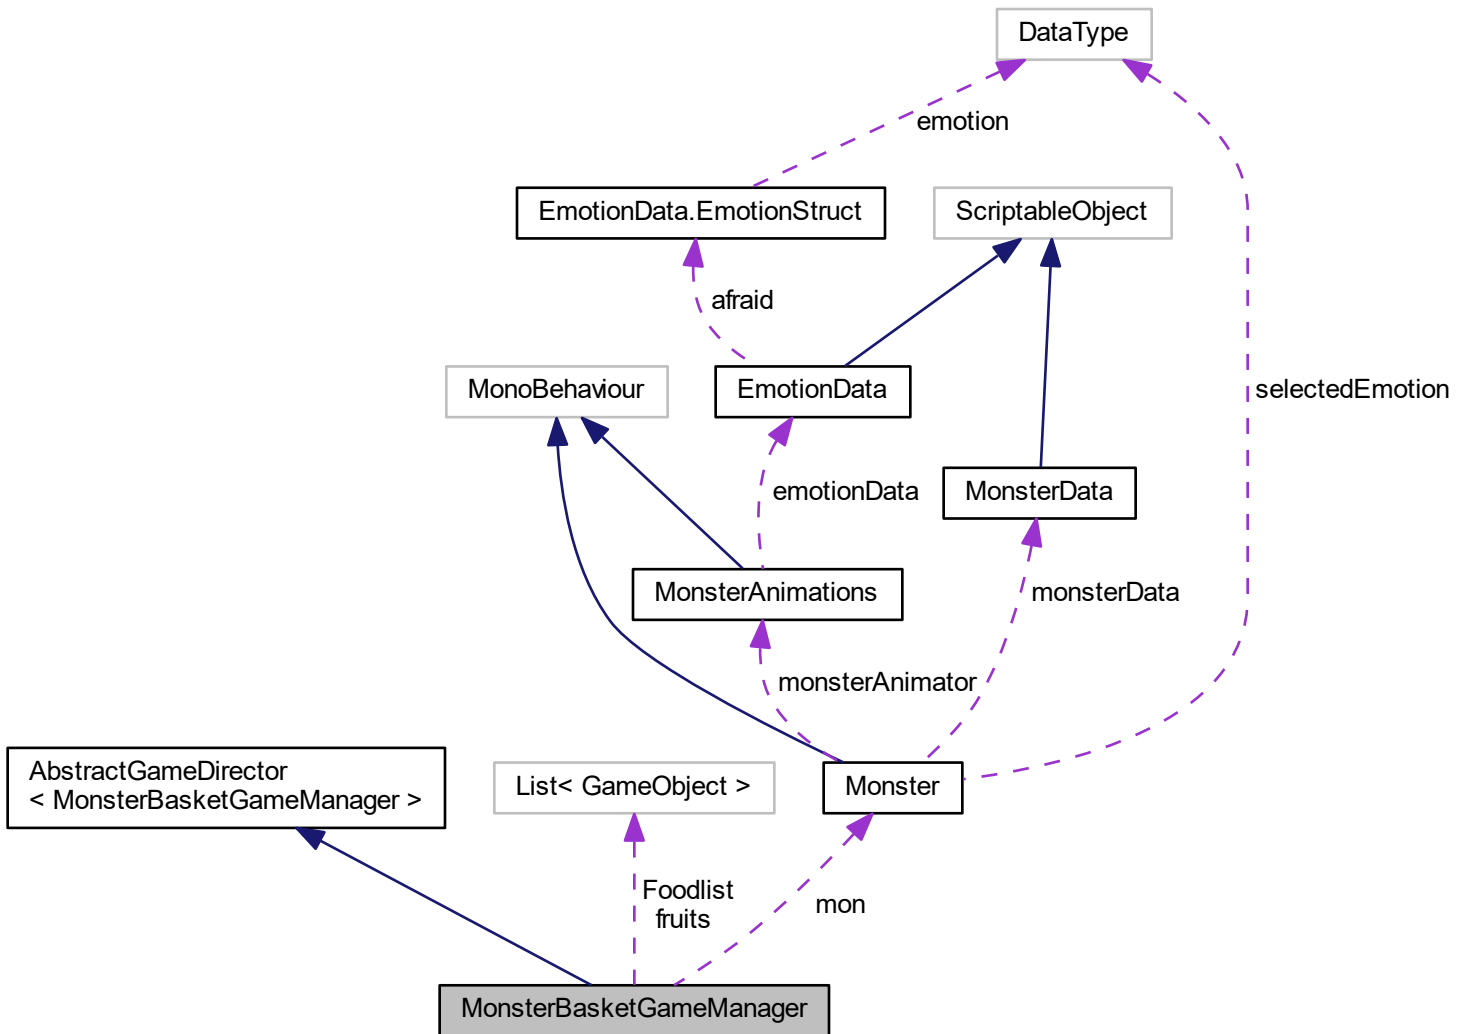 DataType
emotion
EmotionData.EmotionStruct
ScriptableObject
afraid
MonoBehaviour
EmotionData
selectedEmotion
emotionData
MonsterData
MonsterAnimations
monsterData
monsterAnimator
AbstractGameDirector
< MonsterBasketGameManager >
List< GameObject >
Monster
Foodlist
fruits
mon
MonsterBasketGameManager